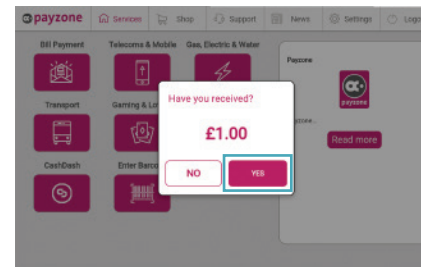 payzone Services Shop Support News Settings Logo
Bill Payment Telecoms & Mobile Gas, Electric & Water
Payzone
payzone
Transport Gaming & Lo
Have you received?
£1.00
Read more
CashDash Enter Barco
NO YES